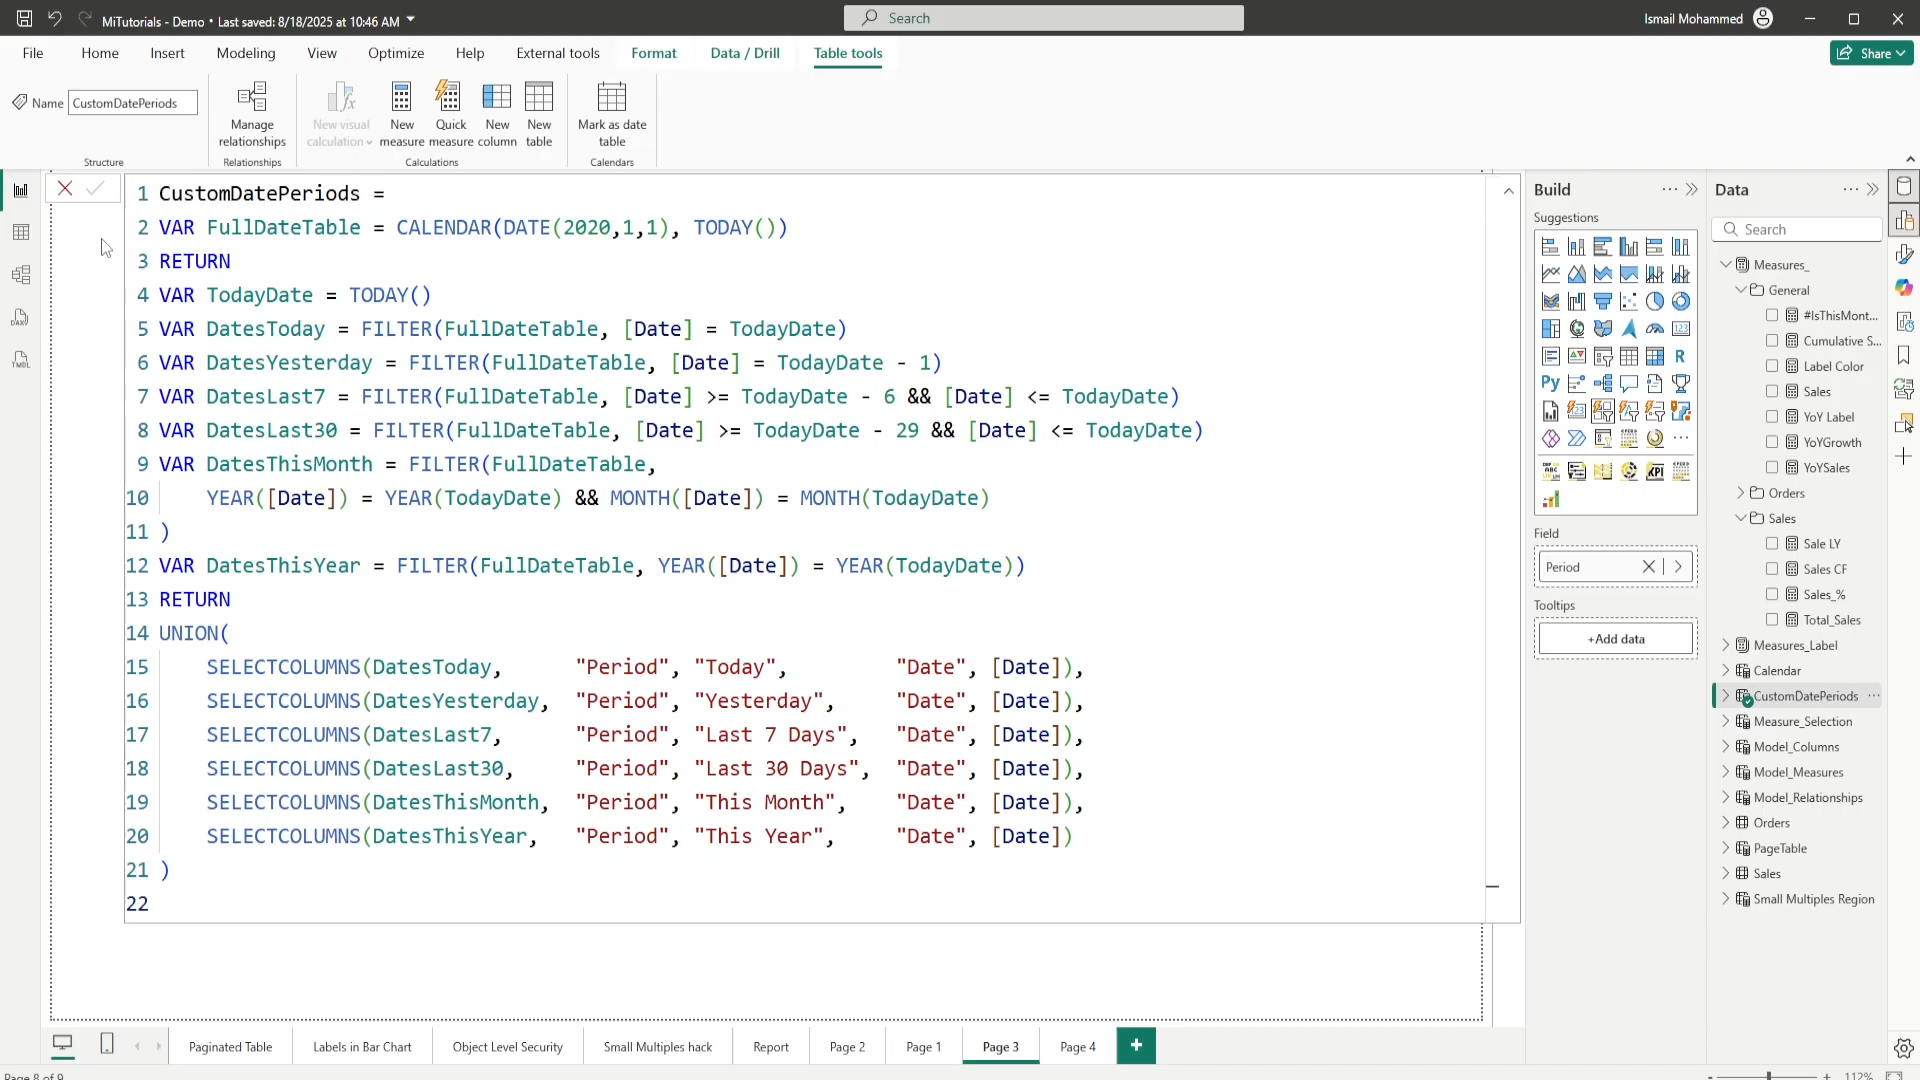 MiTutorials - Demo • Last saved: 8/18/2025 at 10:46 AM
Search
Ismail Mohammed
File
Home
Insert
Modeling
View
Optimize
Help
External tools
Format
Data / Drill
Table tools
Share
Name
CustomDatePeriods
Manage relationships
New visual calculation
New measure
Quick measure
New column
New table
Mark as date table
Structure
Relationships
Calculations
Calendars
1 CustomDatePeriods =
2 VAR FullDateTable = CALENDAR(DATE(2020,1,1), TODAY())
3 RETURN
4 VAR TodayDate = TODAY()
5 VAR DatesToday = FILTER(FullDateTable, [Date] = TodayDate)
6 VAR DatesYesterday = FILTER(FullDateTable, [Date] = TodayDate - 1)
7 VAR DatesLast7 = FILTER(FullDateTable, [Date] >= TodayDate - 6 && [Date] <= TodayDate)
8 VAR DatesLast30 = FILTER(FullDateTable, [Date] >= TodayDate - 29 && [Date] <= TodayDate)
9 VAR DatesThisMonth = FILTER(FullDateTable,
10 YEAR([Date]) = YEAR(TodayDate) && MONTH([Date]) = MONTH(TodayDate)
11 )
12 VAR DatesThisYear = FILTER(FullDateTable, YEAR([Date]) = YEAR(TodayDate))
13 RETURN
14 UNION(
15 SELECTCOLUMNS(DatesToday, "Period", "Today", "Date", [Date]),
16 SELECTCOLUMNS(DatesYesterday, "Period", "Yesterday", "Date", [Date]),
17 SELECTCOLUMNS(DatesLast7, "Period", "Last 7 Days", "Date", [Date]),
18 SELECTCOLUMNS(DatesLast30, "Period", "Last 30 Days", "Date", [Date]),
19 SELECTCOLUMNS(DatesThisMonth, "Period", "This Month", "Date", [Date]),
20 SELECTCOLUMNS(DatesThisYear, "Period", "This Year", "Date", [Date])
21 )
22
DAX
TMDL
Build
Suggestions
123
R
Py
KPI
Field
Period
Tooltips
+Add data
Data
Search
Measures_
General
#IsThisMont...
Cumulative S...
Label Color
Sales
YoY Label
YoYGrowth
YoYSales
Orders
Sales
Sale LY
Sales CF
Sales_%
Total_Sales
Measures_Label
Calendar
CustomDatePeriods
Measure_Selection
Model_Columns
Model_Measures
Model_Relationships
Orders
PageTable
Sales
Small Multiples Region
Paginated Table
Labels in Bar Chart
Object Level Security
Small Multiples hack
Report
Page 2
Page 1
Page 3
Page 4
Page 8 of 9
112%